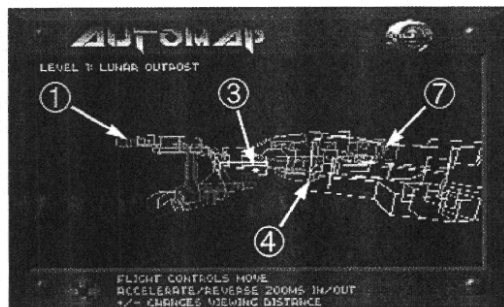 AUTOMAP
LEVEL 1: LUNAR OUTPOST
1
3
7
4
FLIGHT CONTROLS MOVE
ACCELERATE/REVERSE ZOOMS IN/OUT
+/- CHANGES VIEWING DISTANCE